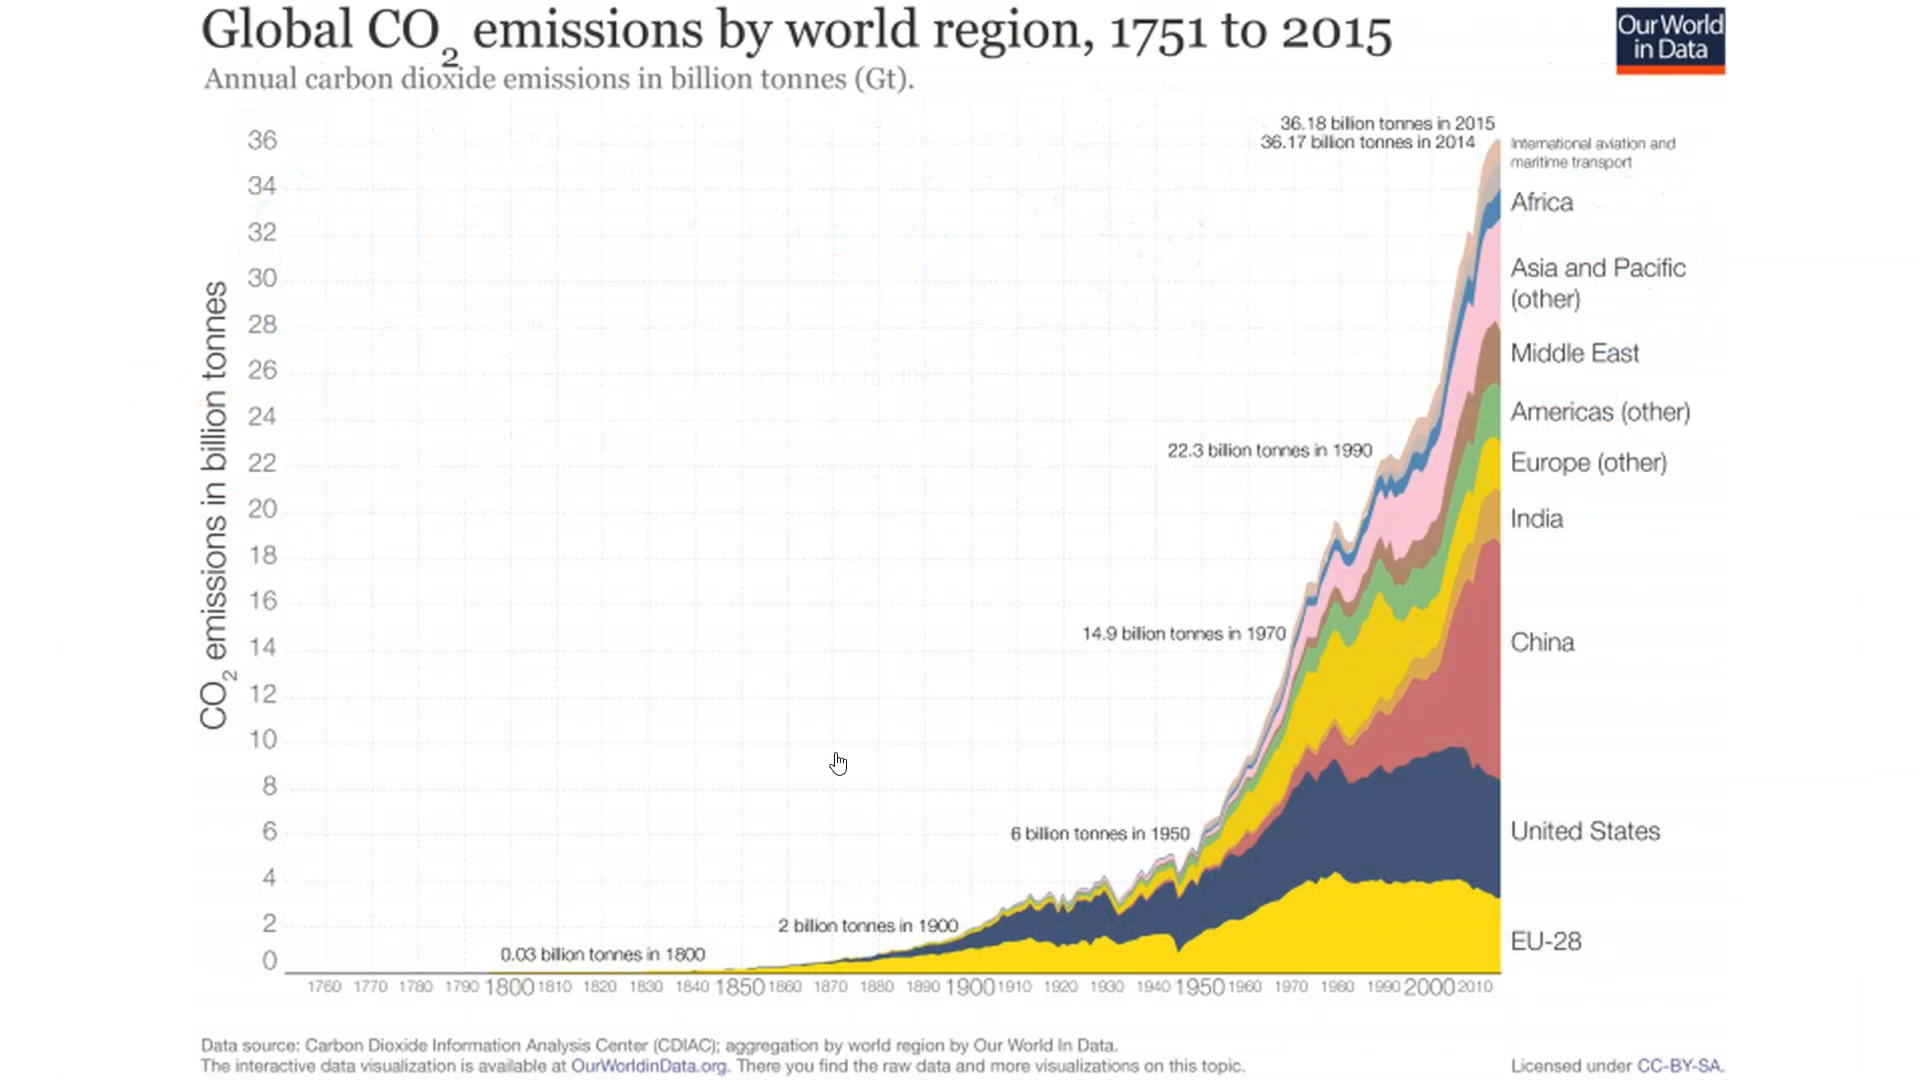 Global CO2 emissions by world region, 1751 to 2015
Our World
in Data
Annual carbon dioxide emissions in billion tonnes (Gt).
36.18 billion tonnes in 2015
36.17 billion tonnes in 2014
International aviation and
maritime transport
36
34
32
30
28
26
24
22
20
18
16
14
12
10
8
6
4
2
0
CO2 emissions in billion tonnes
Africa
Asia and Pacific
(other)
Middle East
Americas (other)
Europe (other)
India
China
United States
EU-28
22.3 billion tonnes in 1990
14.9 billion tonnes in 1970
6 billion tonnes in 1950
2 billion tonnes in 1900
0.03 billion tonnes in 1800
1760 1770 1780 1790 1800 1810 1820 1830 1840 1850 1860 1870 1880 1890 1900 1910 1920 1930 1940 1950 1960 1970 1980 1990 2000 2010
Data source: Carbon Dioxide Information Analysis Center (CDIAC); aggregation by world region by Our World In Data.
The interactive data visualization is available at OurWorldinData.org. There you find the raw data and more visualizations on this topic.
Licensed under CC-BY-SA.